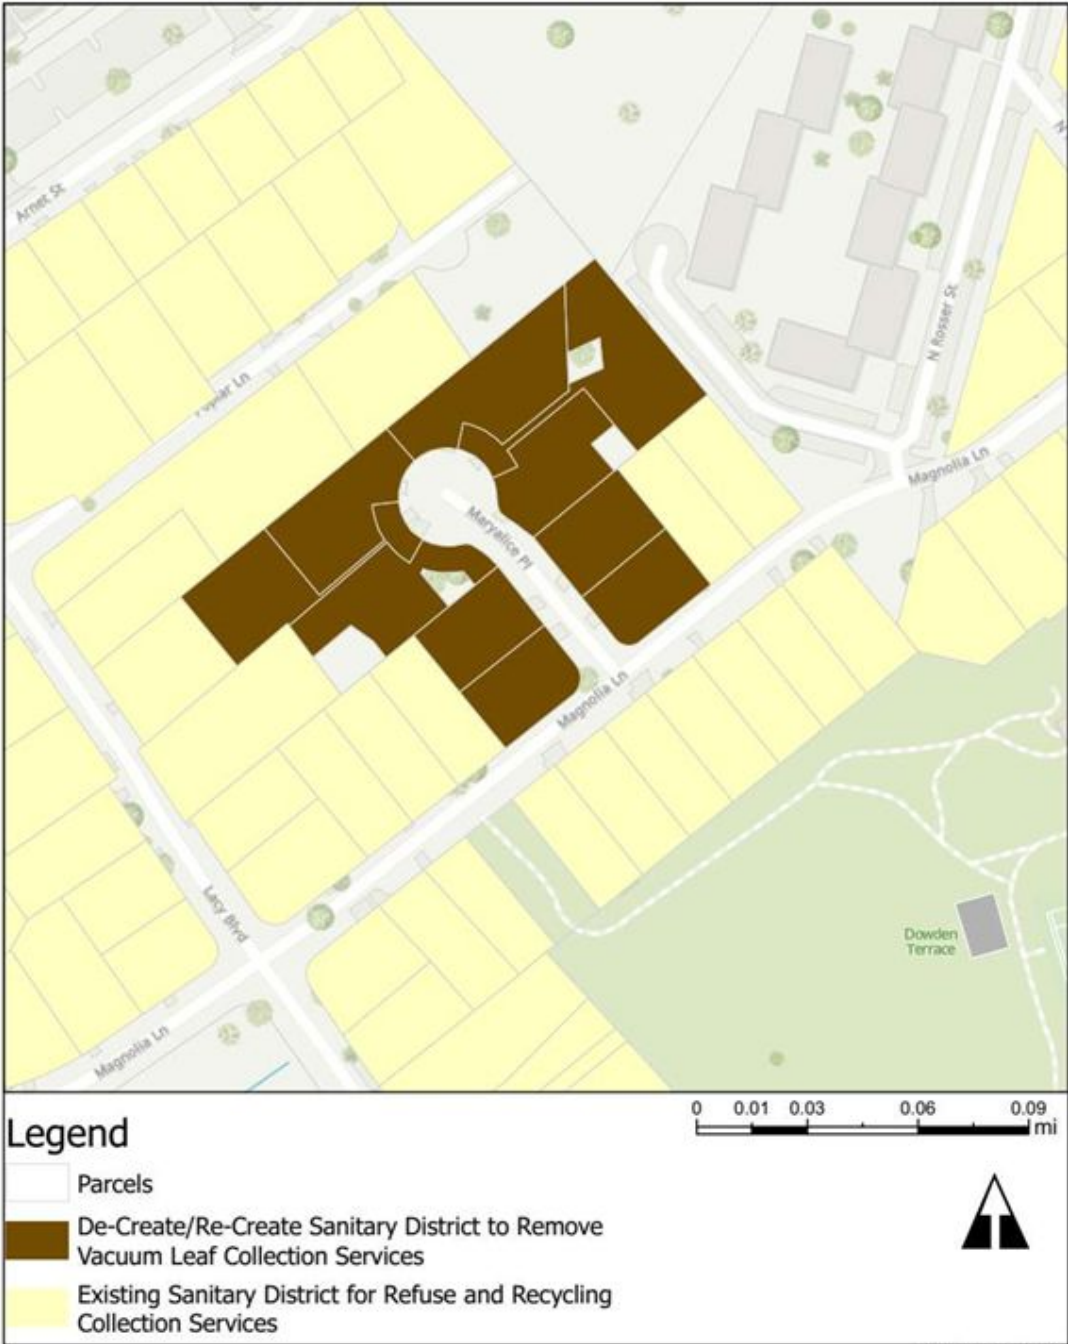 Arnet St
N Rosser St
Magnolia Ln
Maryalice Pl
Magnolia Ln
Lacy Blvd
Dowden
Terrace
Magnolia Ln
0 0.01 0.03 0.06 0.09
mi
Legend
Parcels
De-Create/Re-Create Sanitary District to Remove
Vacuum Leaf Collection Services
Existing Sanitary District for Refuse and Recycling
Collection Services